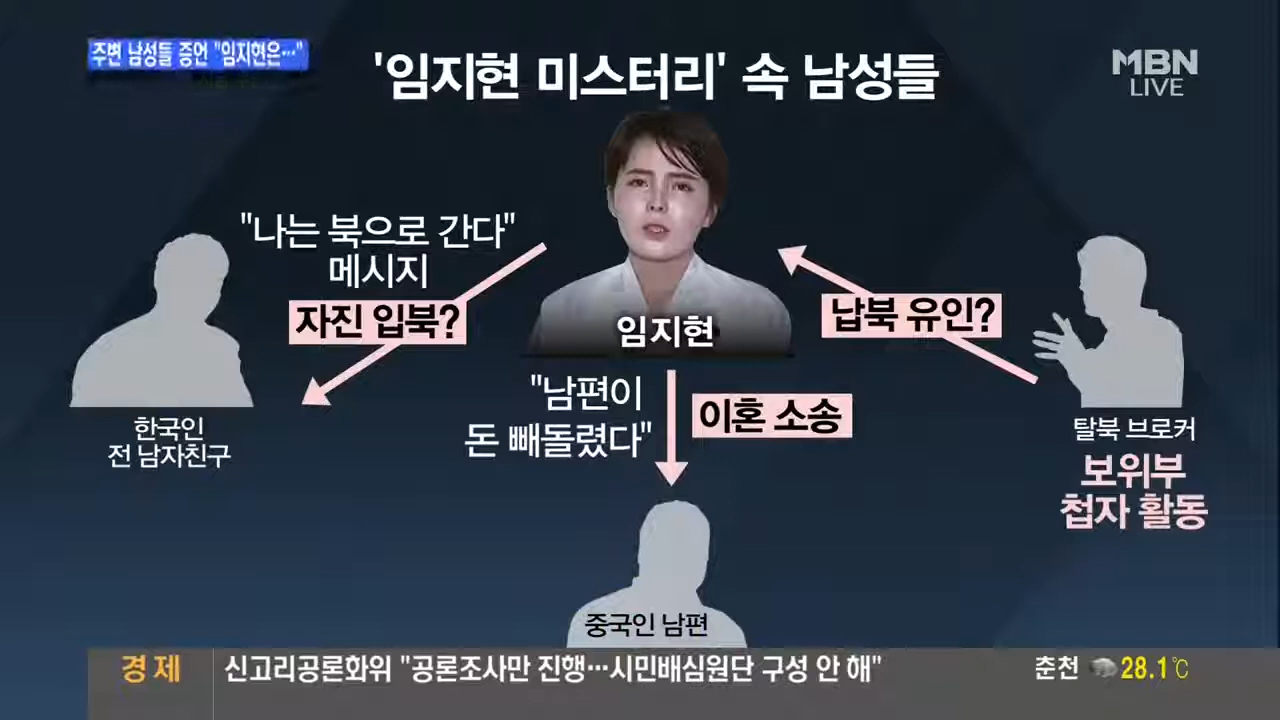 주변 남성들 증언 "임지현은…"
'임지현 미스터리' 속 남성들
MBN
LIVE
"나는 북으로 간다"
메시지
자진 입북?
납북 유인?
임지현
한국인
전 남자친구
"남편이
돈 빼돌렸다"
이혼 소송
탈북 브로커
보위부
첩자 활동
중국인 남편
경제
신고리공론화위 "공론조사만 진행…시민배심원단 구성 안 해"
춘천 28.1℃